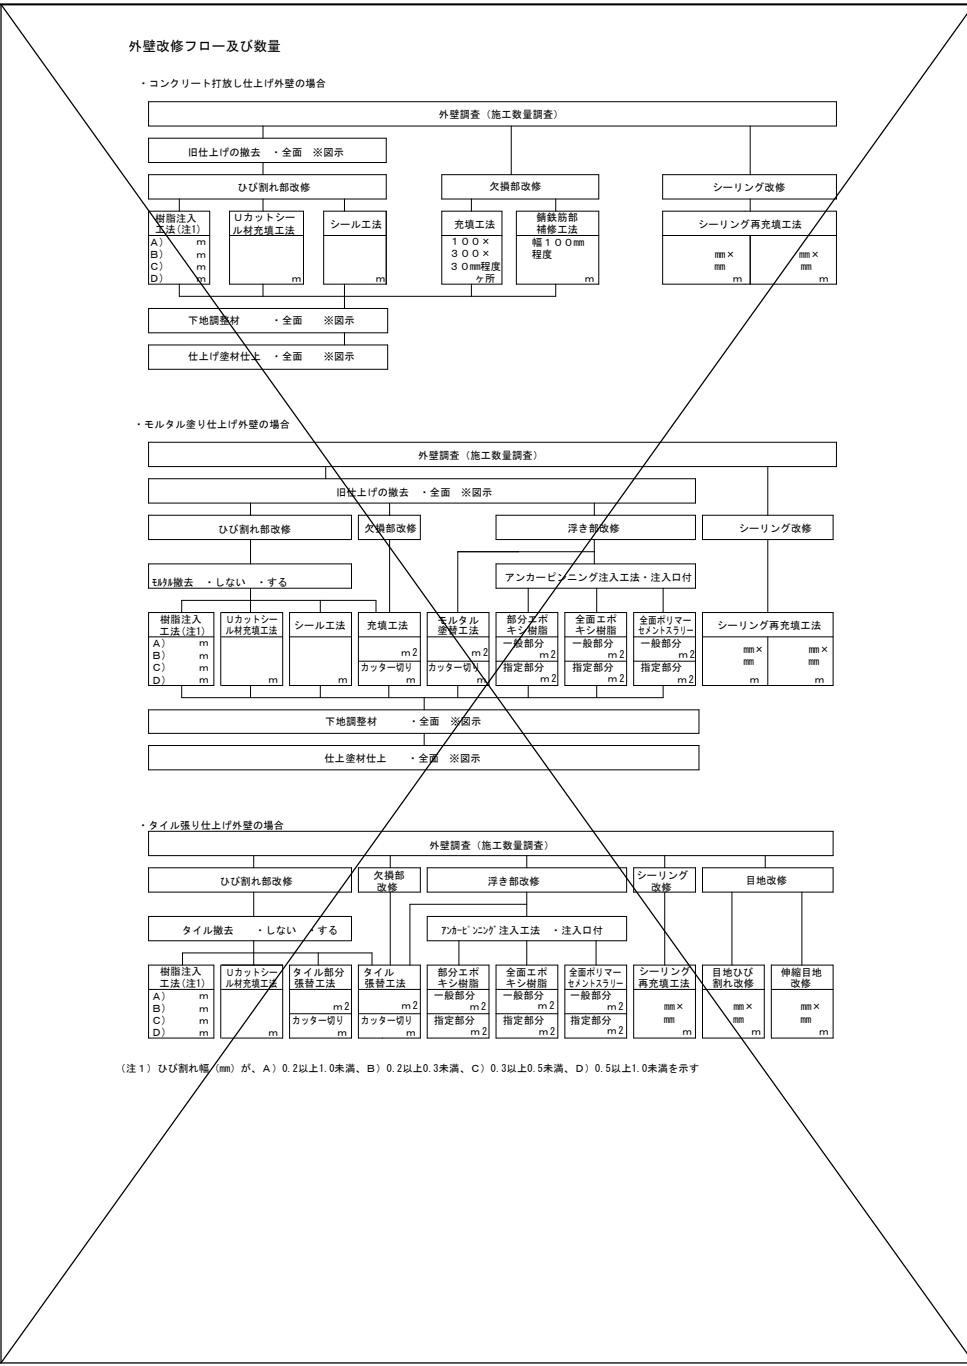 外壁改修フロー及び数量
・コンクリート打放し仕上げ外壁の場合
外壁調査（施工数量調査）
旧仕上げの撤去　・全面　※図示
ひび割れ部改修
欠損部改修
シーリング改修
樹脂注入
工法(注1)
A）　m
B）　m
C）　m
D）　m
Uカットシー
ル材充填工法
m
シール工法
m
充填工法
１００×
３００×
３０㎜程度
ヶ所
錆鉄筋部
補修工法
幅１００㎜
程度
m
シーリング再充填工法
㎜×　㎜×
㎜　㎜
m　m
下地調整材　・全面　※図示
仕上げ塗材仕上　・全面　※図示
・モルタル塗り仕上げ外壁の場合
外壁調査（施工数量調査）
旧仕上げの撤去　・全面　※図示
ひび割れ部改修
欠損部改修
浮き部改修
シーリング改修
ﾓﾙﾀﾙ撤去　・しない　・する
アンカーピンニング注入工法・注入口付
樹脂注入
工法(注1)
A）　m
B）　m
C）　m
D）　m
Uカットシー
ル材充填工法
m
シール工法
m
充填工法
m2
カッター切り
m
モルタル
塗替工法
m2
カッター切り
m
部分エポ
キシ樹脂
一般部分
m2
指定部分
m2
全面エポ
キシ樹脂
一般部分
m2
指定部分
m2
全面ポリマー
セメントスラリー
一般部分
m2
指定部分
m2
シーリング再充填工法
㎜×　㎜×
㎜　㎜
m　m
下地調整材　・全面　※図示
仕上塗材仕上　・全面　※図示
・タイル張り仕上げ外壁の場合
外壁調査（施工数量調査）
ひび割れ部改修
欠損部
改修
浮き部改修
シーリング
改修
目地改修
タイル撤去　・しない　・する
ｱﾝｶｰﾋﾟﾝﾆﾝｸﾞ注入工法　・注入口付
樹脂注入
工法(注1)
A）　m
B）　m
C）　m
D）　m
Uカットシー
ル材充填工法
m
タイル部分
張替工法
m2
カッター切り
m
タイル
張替工法
m2
カッター切り
m
部分エポ
キシ樹脂
一般部分
m2
指定部分
m2
全面エポ
キシ樹脂
一般部分
m2
指定部分
m2
全面ポリマー
セメントスラリー
一般部分
m2
指定部分
m2
シーリング
再充填工法
㎜×
㎜
m
目地ひび
割れ改修
㎜×
㎜
m
伸縮目地
改修
㎜×
㎜
m
（注１）ひび割れ幅（㎜）が、A）0.2以上1.0未満、B）0.2以上0.3未満、C）0.3以上0.5未満、D）0.5以上1.0未満を示す